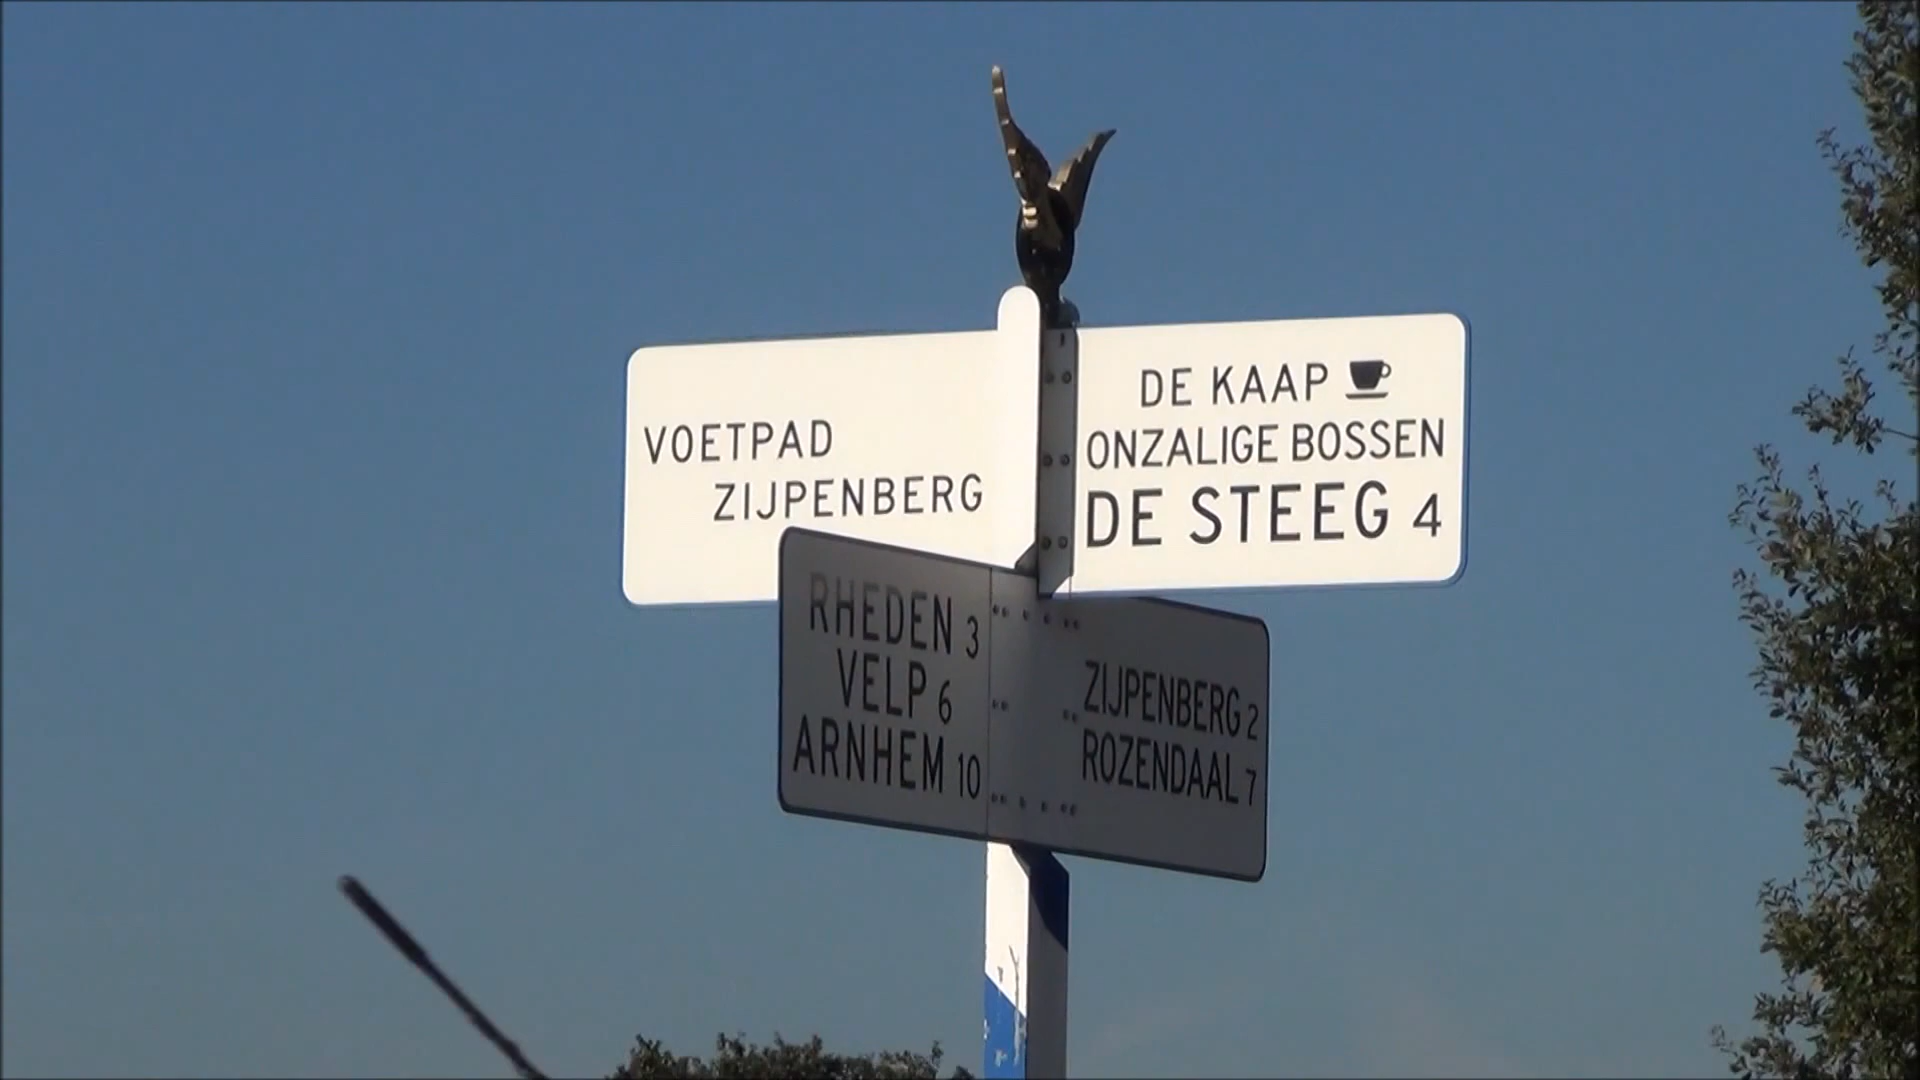 VOETPAD
ZIJPENBERG
DE KAAP
ONZALIGE BOSSEN
DE STEEG 4
RHEDEN 3
VELP 6
ARNHEM 10
ZIJPENBERG 2
ROZENDAAL 7